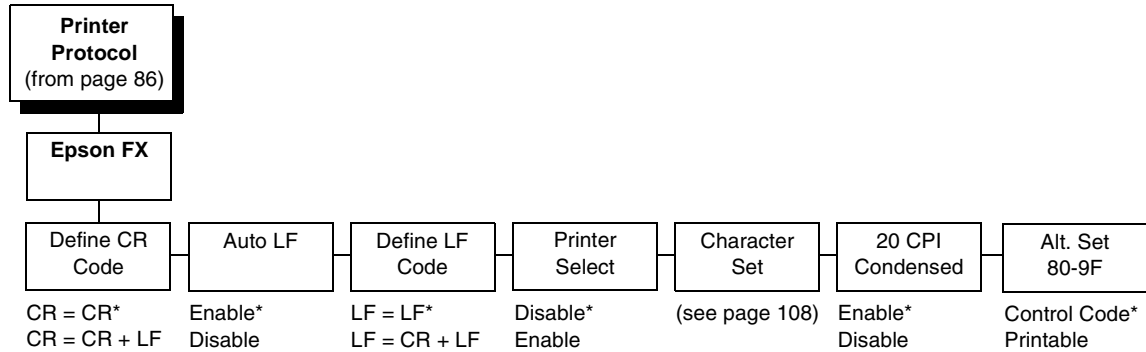 Printer
Protocol
(from page 86)
Epson FX
Define CR
Code
Auto LF
Define LF
Code
Printer
Select
Character
Set
20 CPI
Condensed
Alt. Set
80-9F
CR = CR*
CR = CR + LF
Enable*
Disable
LF = LF*
LF = CR + LF
Disable*
Enable
(see page 108)
Enable*
Disable
Control Code*
Printable